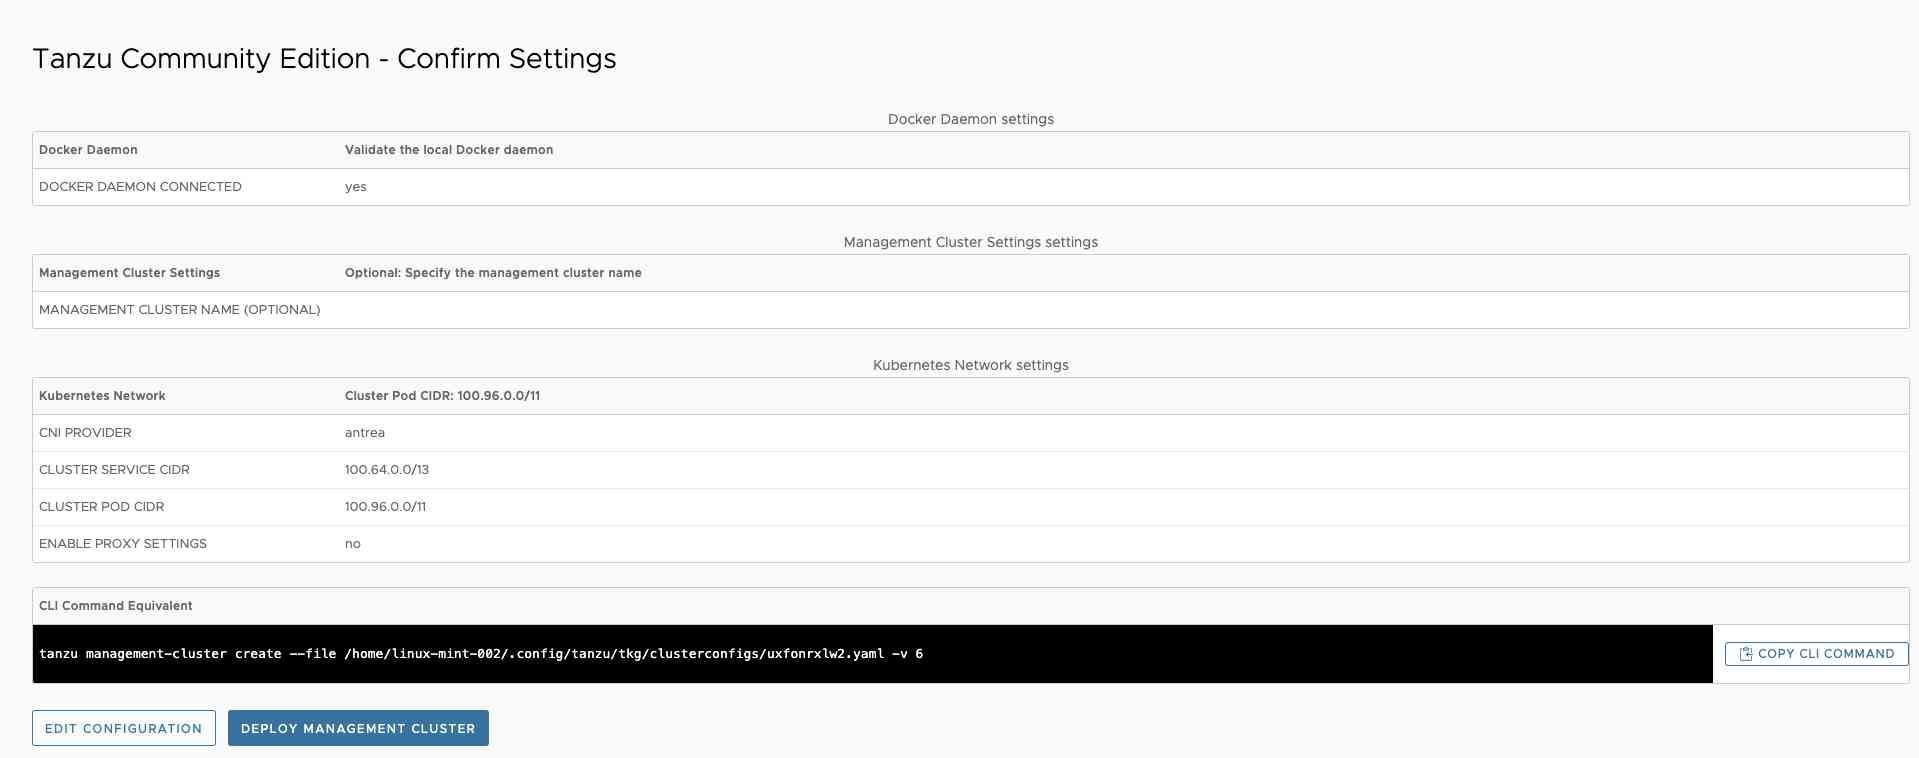 Tanzu Community Edition - Confirm Settings
Docker Daemon settings
Docker Daemon Validate the local Docker daemon
DOCKER DAEMON CONNECTED yes
Management Cluster Settings settings
Management Cluster Settings Optional: Specify the management cluster name
MANAGEMENT CLUSTER NAME (OPTIONAL)
Kubernetes Network settings
Kubernetes Network Cluster Pod CIDR: 100.96.0.0/11
CNI PROVIDER antrea
CLUSTER SERVICE CIDR 100.64.0.0/13
CLUSTER POD CIDR 100.96.0.0/11
ENABLE PROXY SETTINGS no
CLI Command Equivalent
tanzu management-cluster create --file /home/linux-mint-002/.config/tanzu/tkg/clusterconfigs/uxfonrxlw2.yaml -v 6
COPY CLI COMMAND
EDIT CONFIGURATION DEPLOY MANAGEMENT CLUSTER